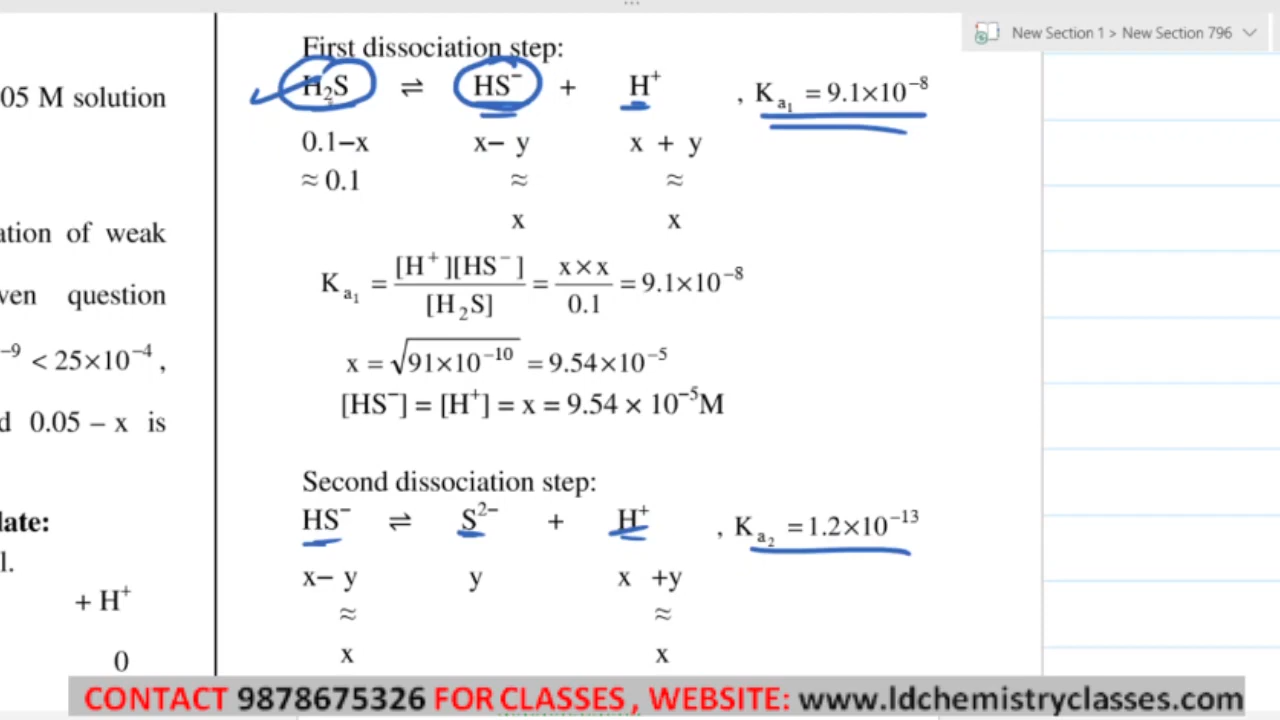 New Section 1 > New Section 796
05 M solution
ation of weak
ven question
⁻⁹ < 25×10⁻⁴ ,
d 0.05 – x is
late:
l.
+ H⁺
0
First dissociation step:
H₂S ⇌ HS⁻ + H⁺ , Kₐ₁ = 9.1×10⁻⁸
0.1–x x– y x + y
≈ 0.1 ≈ ≈
x x
Kₐ₁ = [H⁺][HS⁻] / [H₂S] = x×x / 0.1 = 9.1×10⁻⁸
x = √91×10⁻¹⁰ = 9.54×10⁻⁵
[HS⁻] = [H⁺] = x = 9.54 × 10⁻⁵M
Second dissociation step:
HS⁻ ⇌ S²⁻ + H⁺ , Kₐ₂ = 1.2×10⁻¹³
x– y y x +y
≈ ≈
x x
CONTACT 9878675326 FOR CLASSES , WEBSITE: www.ldchemistryclasses.com